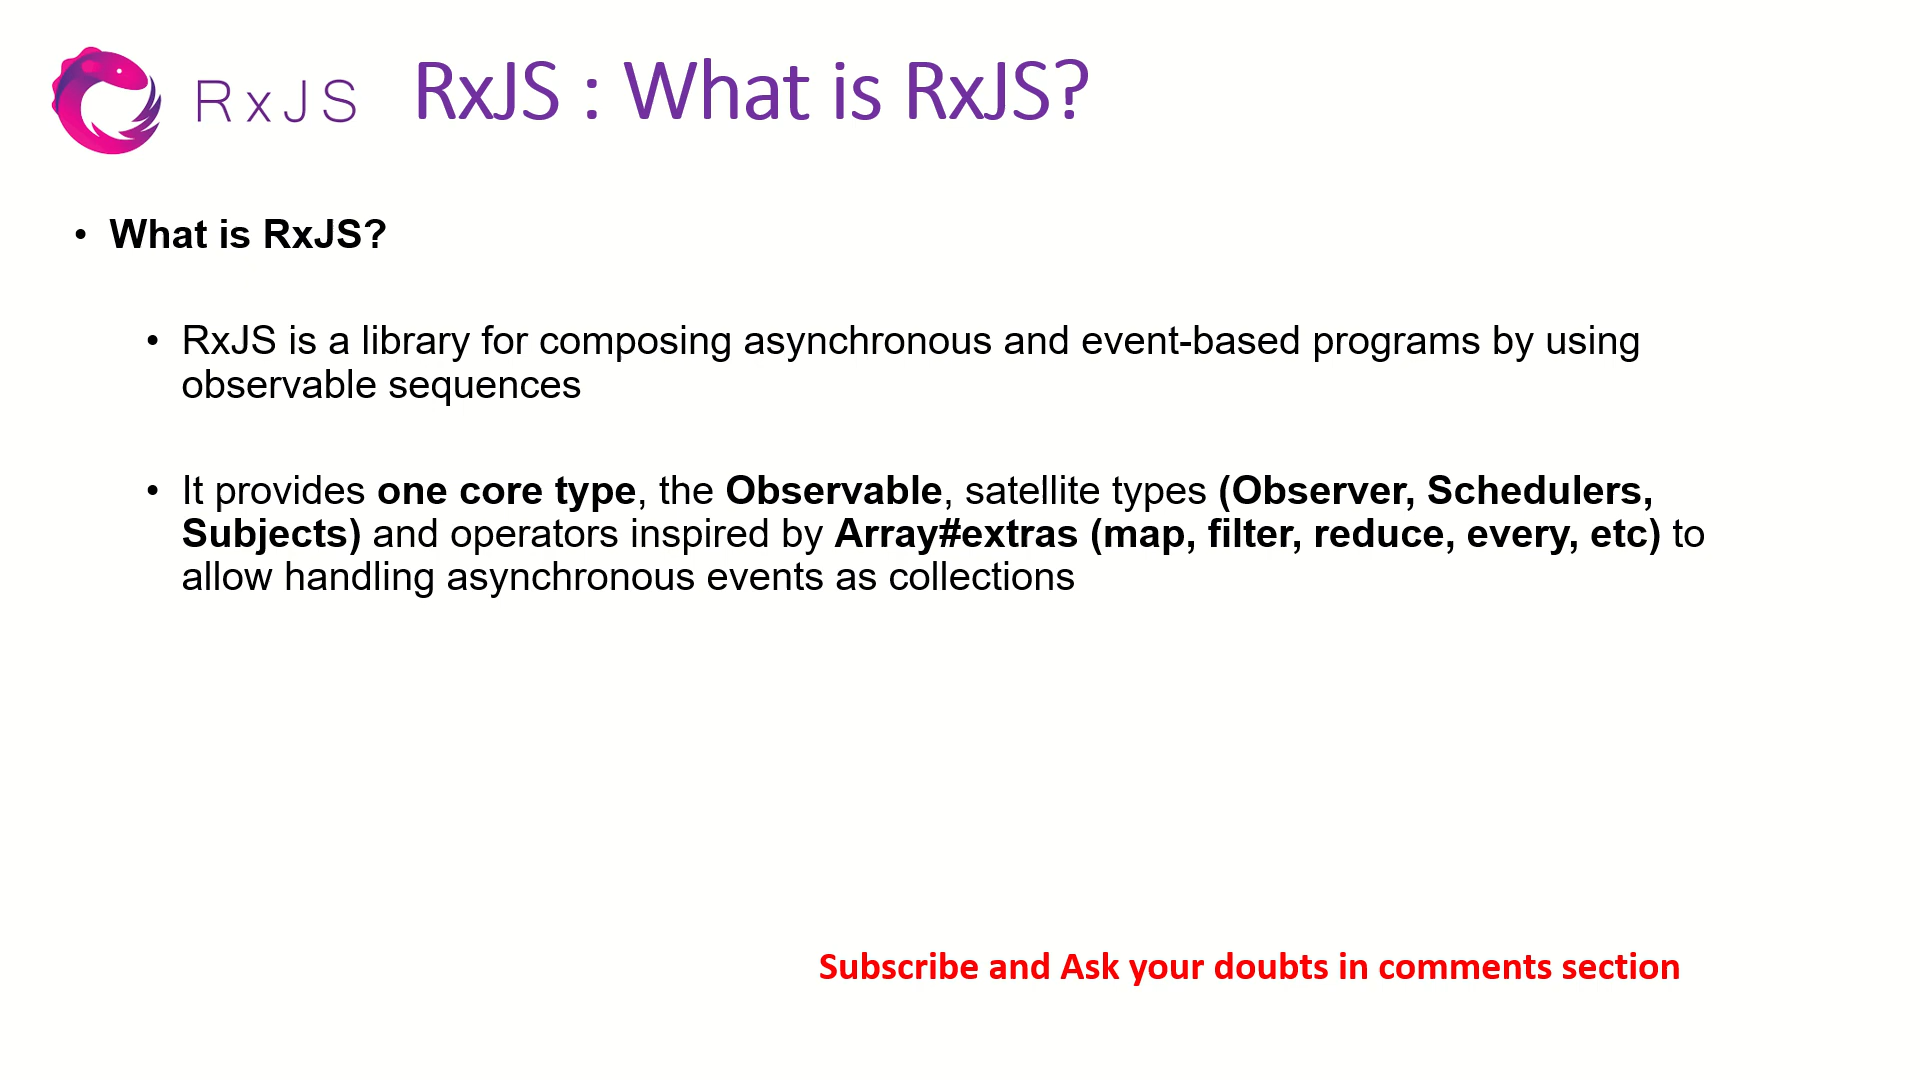 RxJS RxJS : What is RxJS?
• What is RxJS?
• RxJS is a library for composing asynchronous and event-based programs by using
observable sequences
• It provides one core type, the Observable, satellite types (Observer, Schedulers,
Subjects) and operators inspired by Array#extras (map, filter, reduce, every, etc) to
allow handling asynchronous events as collections
Subscribe and Ask your doubts in comments section